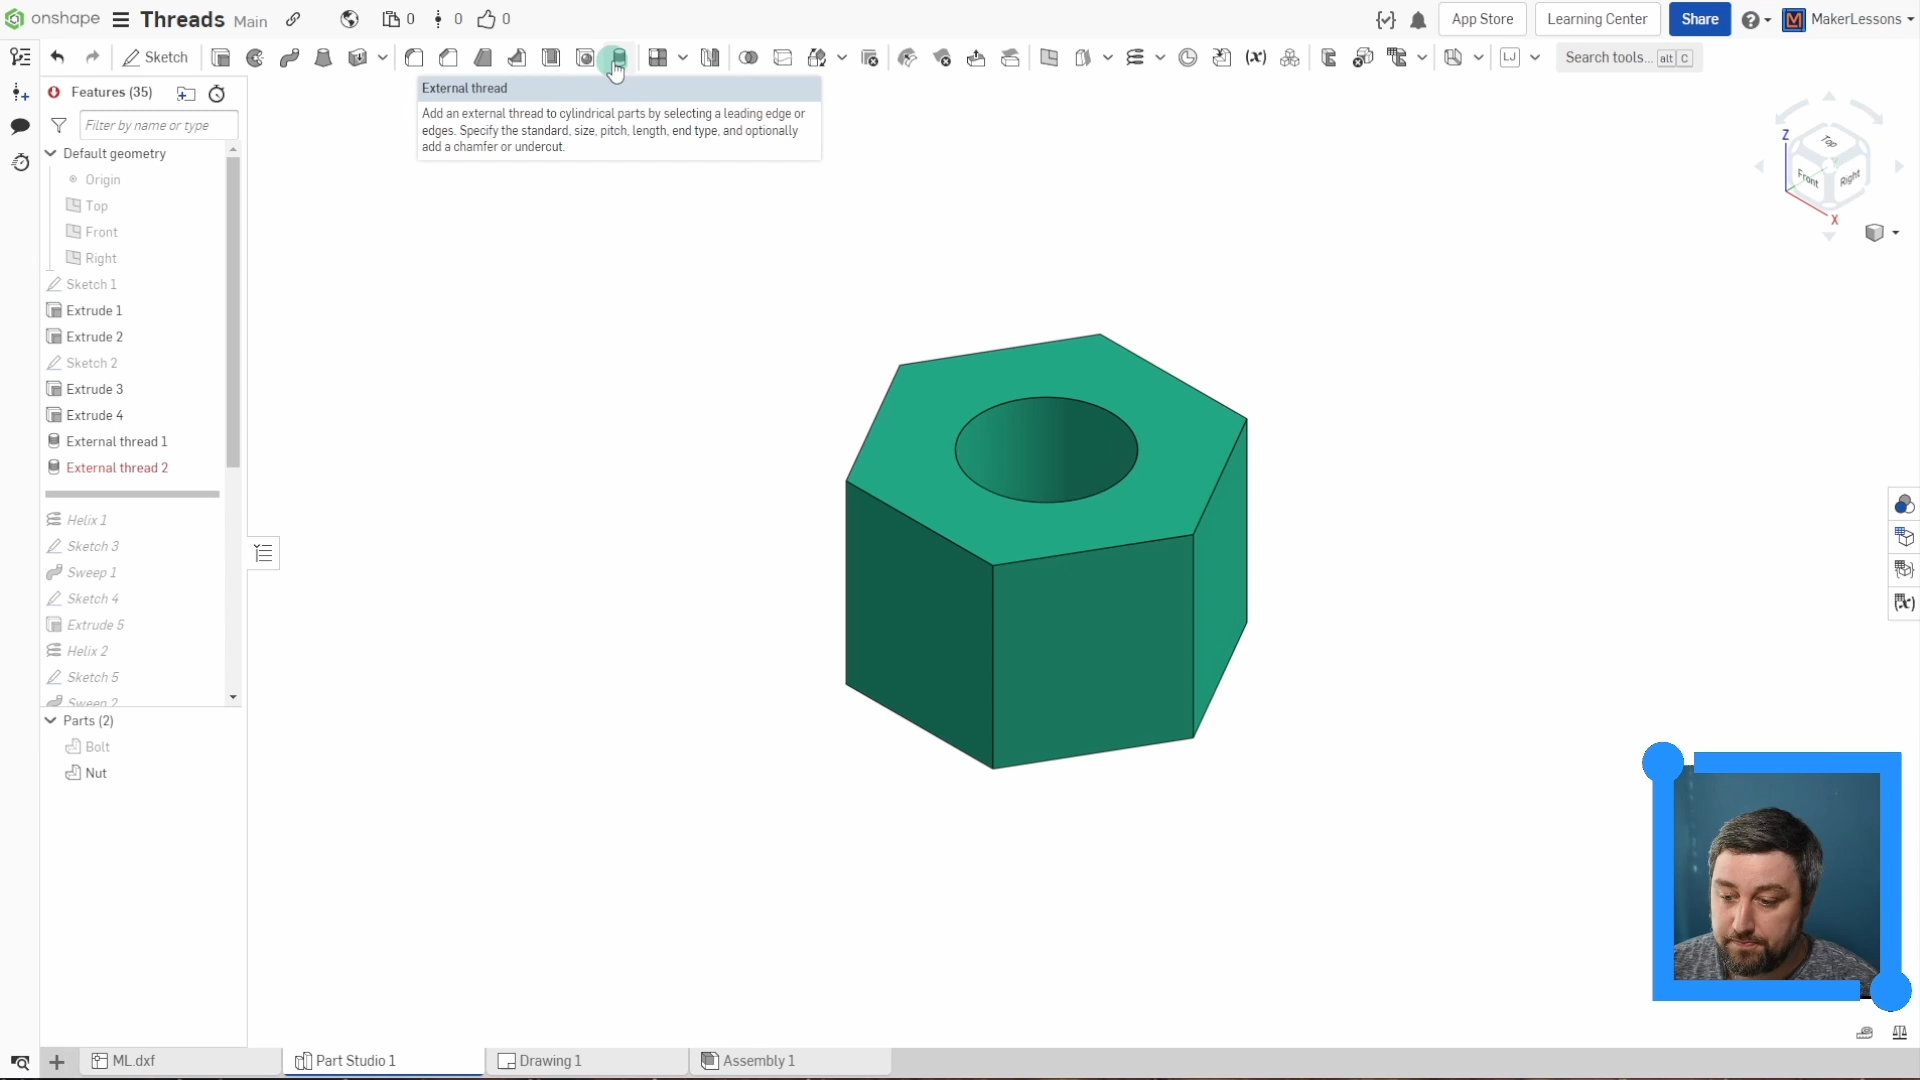 onshape Threads Main 0 0 0 App Store Learning Center Share MakerLessons
Sketch Search tools... alt C
Features (35)
Filter by name or type
External thread
Add an external thread to cylindrical parts by selecting a leading edge or
edges. Specify the standard, size, pitch, length, end type, and optionally
add a chamfer or undercut.
Default geometry
Origin
Top
Front
Right
Sketch 1
Extrude 1
Extrude 2
Sketch 2
Extrude 3
Extrude 4
External thread 1
External thread 2
Helix 1
Sketch 3
Sweep 1
Sketch 4
Extrude 5
Helix 2
Sketch 5
Sweep 2
Parts (2)
Bolt
Nut
Z
Top
Front
Right
X
ML.dxf
Part Studio 1
Drawing 1
Assembly 1